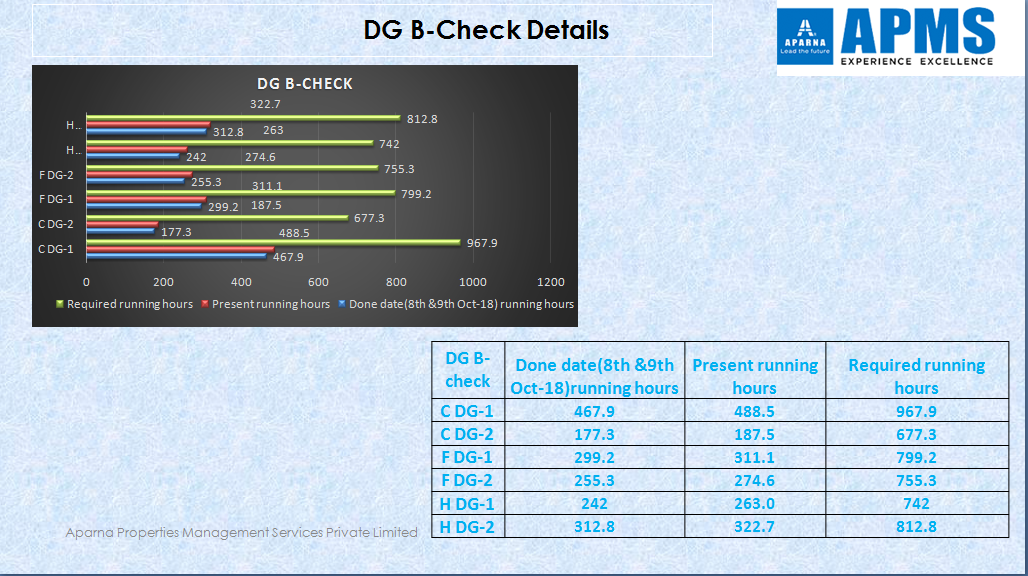 DG B-Check Details
APARNA
Lead the future
APMS
EXPERIENCE EXCELLENCE
DG B-CHECK
322.7
H ... 812.8
312.8 263
H ... 742
242 274.6
F DG-2 755.3
255.3 311.1
F DG-1 799.2
299.2 187.5
C DG-2 677.3
177.3 488.5
C DG-1 967.9
467.9
0 200 400 600 800 1000 1200
Required running hours Present running hours Done date(8th &9th Oct-18) running hours
DG B-check Done date(8th &9th Oct-18)running hours Present running hours Required running hours
C DG-1 467.9 488.5 967.9
C DG-2 177.3 187.5 677.3
F DG-1 299.2 311.1 799.2
F DG-2 255.3 274.6 755.3
H DG-1 242 263.0 742
H DG-2 312.8 322.7 812.8
Aparna Properties Management Services Private Limited